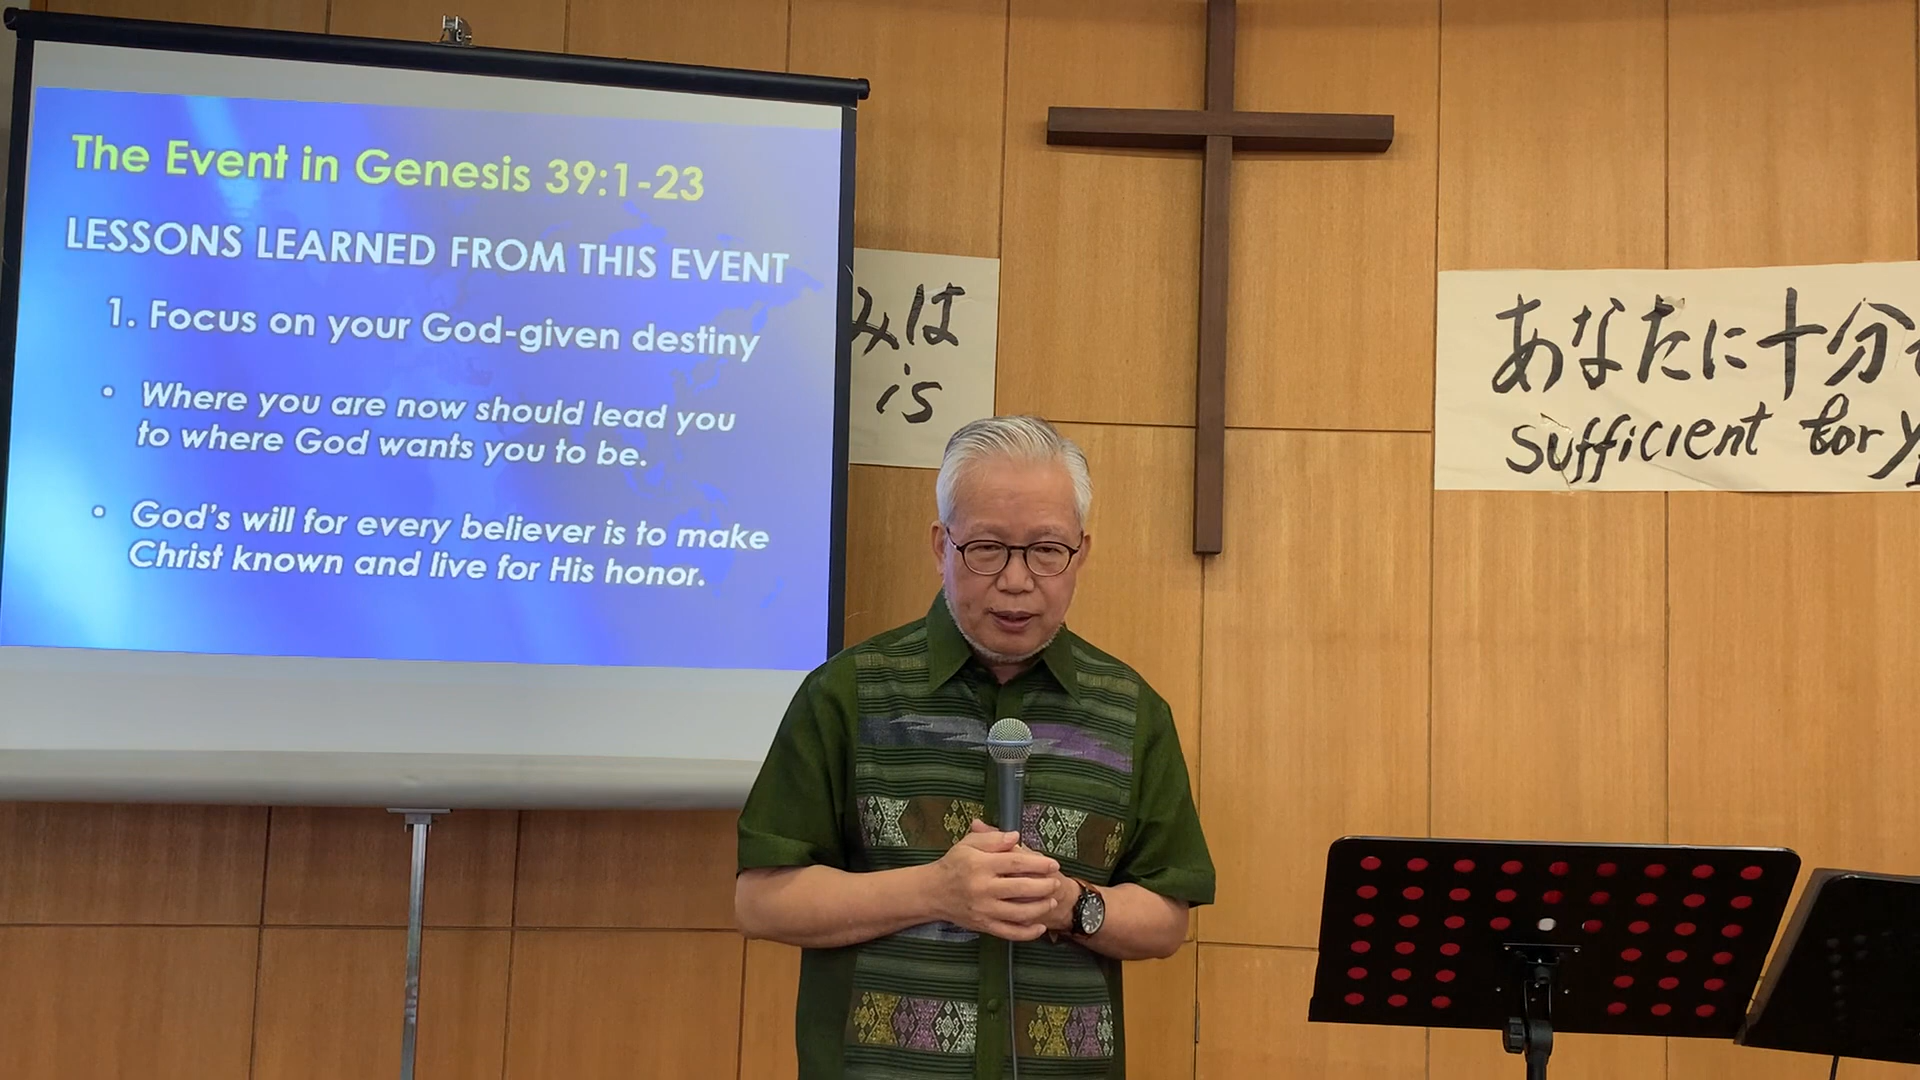 The Event in Genesis 39:1-23
LESSONS LEARNED FROM THIS EVENT
1. Focus on your God-given destiny
• Where you are now should lead you
to where God wants you to be.
• God's will for every believer is to make
Christ known and live for His honor.
みは
is
あなたに十分
sufficient for